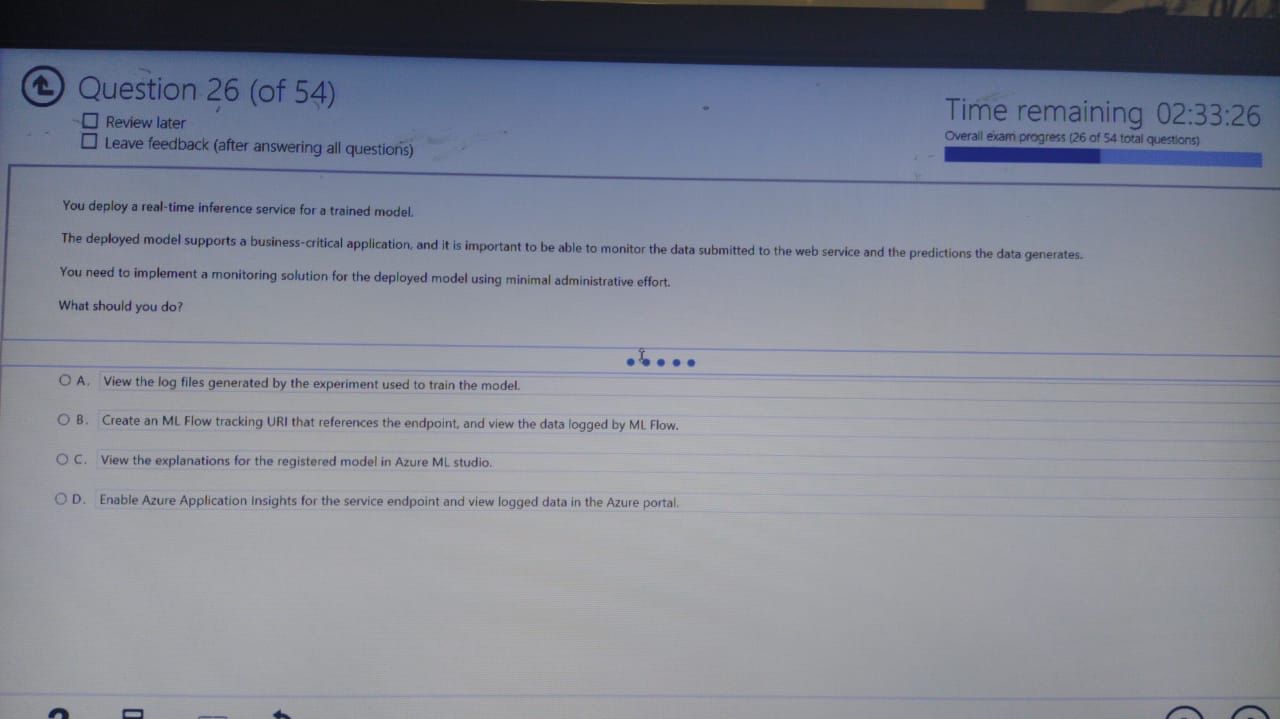 Question 26 (of 54)
Review later
Leave feedback (after answering all questions)
Time remaining 02:33:26
Overall exam progress (26 of 54 total questions)
You deploy a real-time inference service for a trained model.
The deployed model supports a business-critical application, and it is important to be able to monitor the data submitted to the web service and the predictions the data generates.
You need to implement a monitoring solution for the deployed model using minimal administrative effort.
What should you do?
A. View the log files generated by the experiment used to train the model.
B. Create an ML Flow tracking URI that references the endpoint, and view the data logged by ML Flow.
C. View the explanations for the registered model in Azure ML studio.
D. Enable Azure Application Insights for the service endpoint and view logged data in the Azure portal.